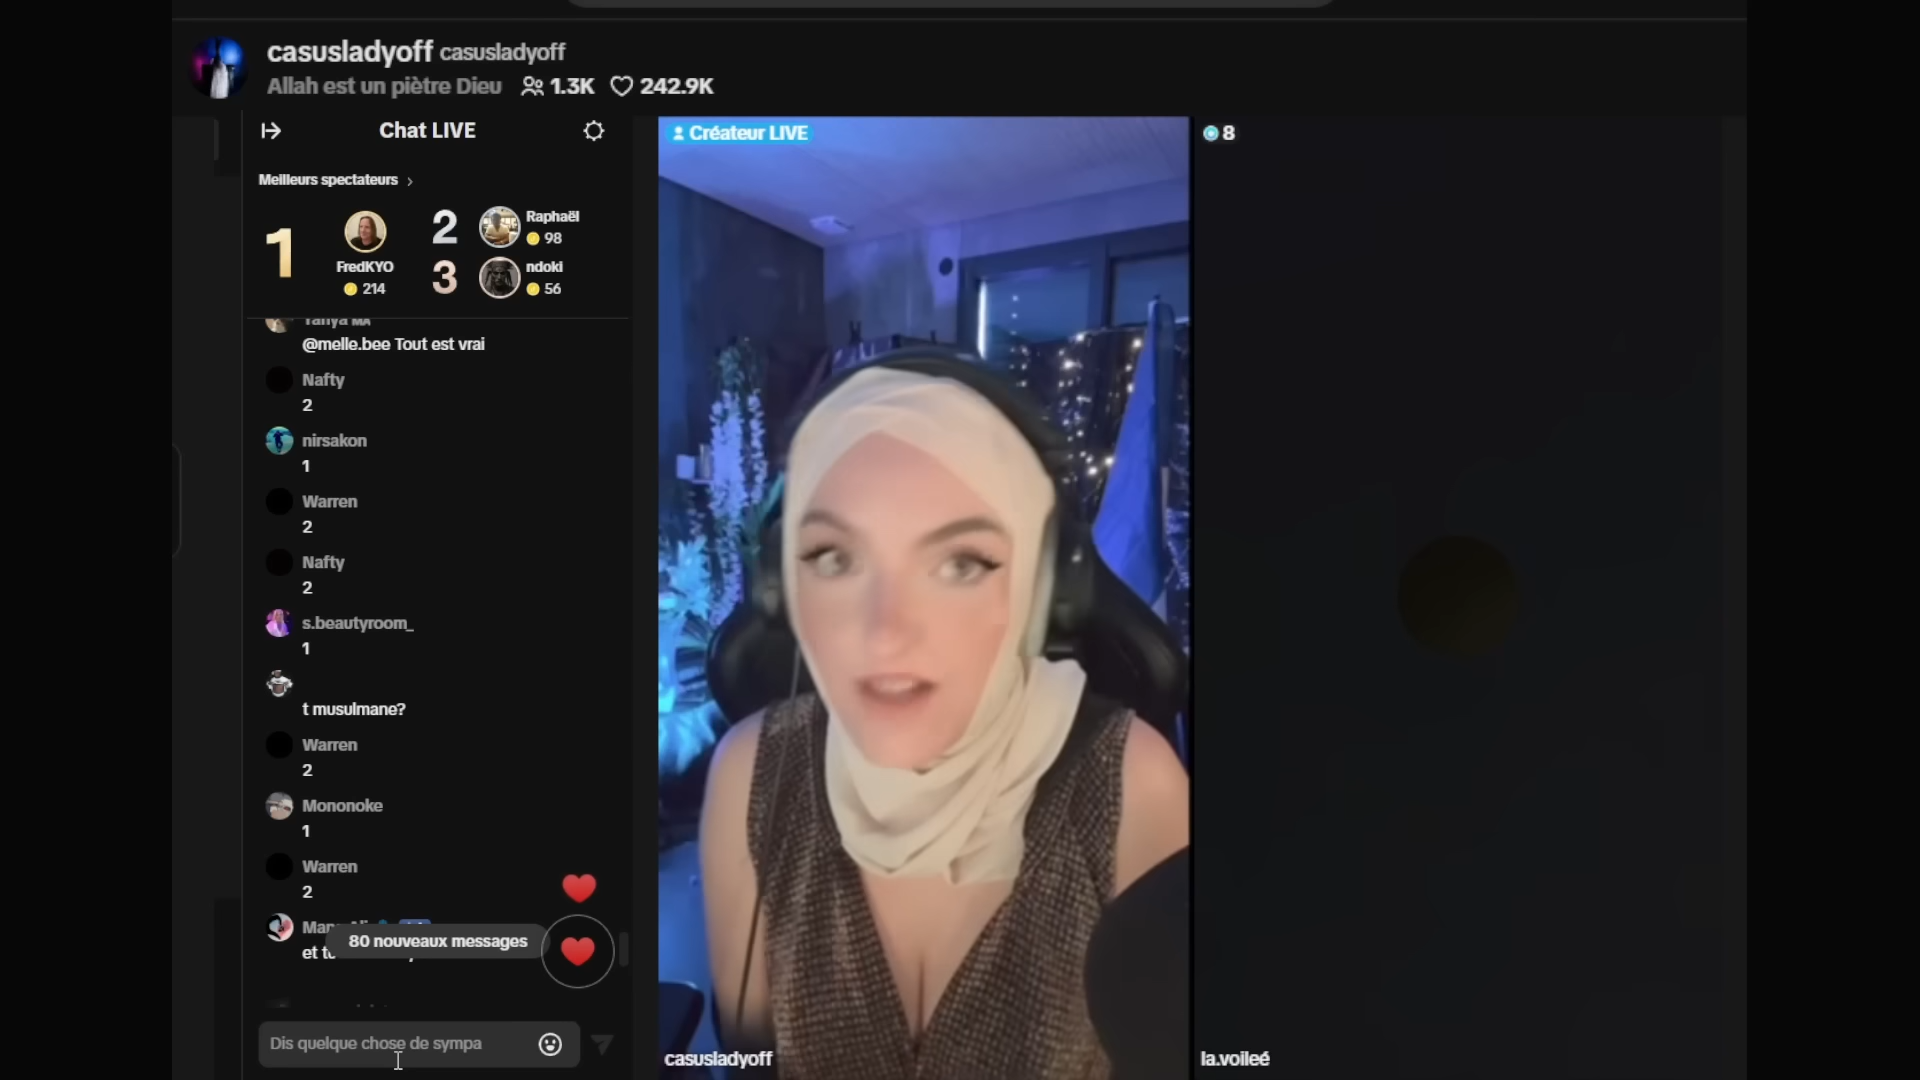 casusladyoff casusladyoff
Allah est un piètre Dieu 1.3K 242.9K
Chat LIVE
Meilleurs spectateurs
1
FredKYO
214
2
Raphaël
98
3
ndoki
56
Tanya MA
@melle.bee Tout est vrai
Nafty
2
nirsakon
1
Warren
2
Nafty
2
s.beautyroom_
1
t musulmane?
Warren
2
Mononoke
1
Warren
2
et
80 nouveaux messages
Dis quelque chose de sympa
Créateur LIVE
casusladyoff
8
la.voileé